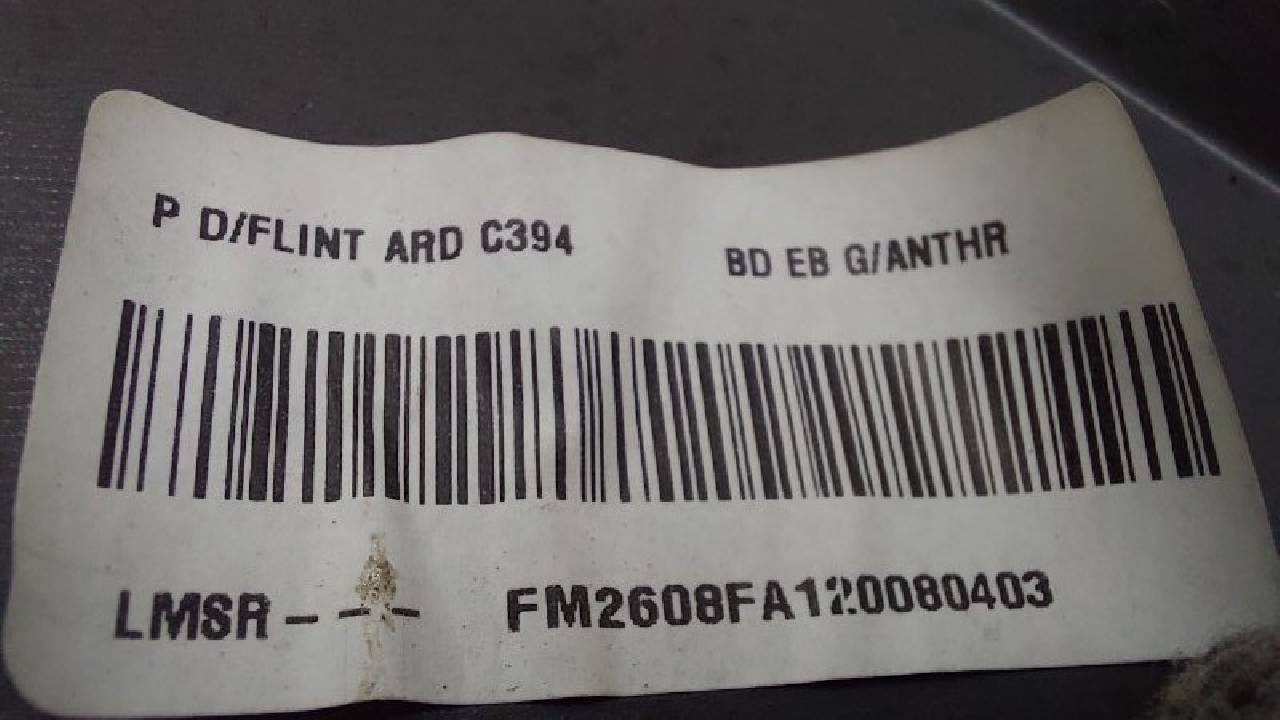 P D/FLINT ARD C394 BD EB G/ANTHR
LMSR--- FM2608FA120080403